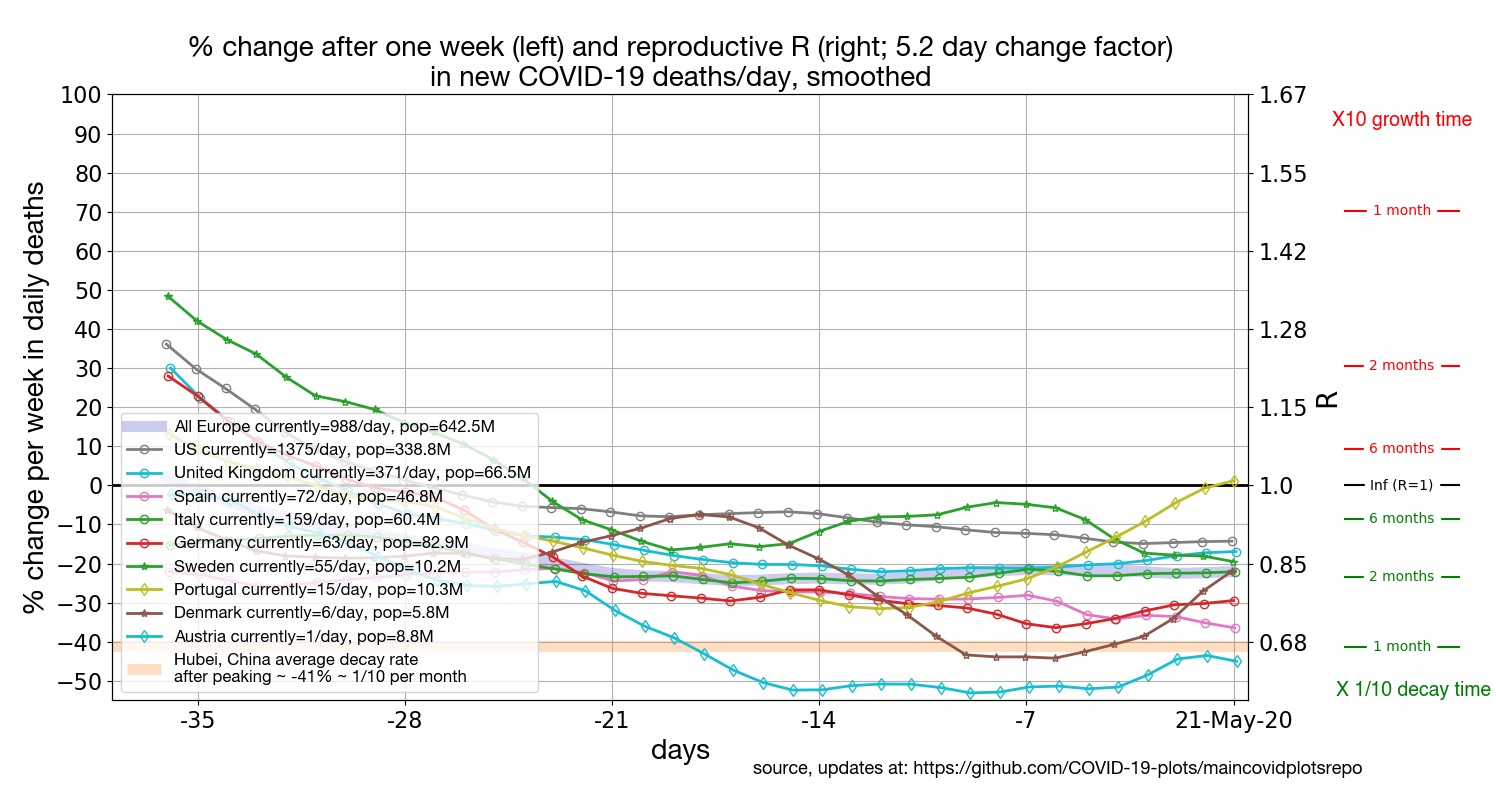 % change after one week (left) and reproductive R (right; 5.2 day change factor)
in new COVID-19 deaths/day, smoothed
% change per week in daily deaths
100
90
80
70
60
50
40
30
20
10
0
−10
−20
−30
−40
−50
All Europe currently=988/day, pop=642.5M
US currently=1375/day, pop=338.8M
United Kingdom currently=371/day, pop=66.5M
Spain currently=72/day, pop=46.8M
Italy currently=159/day, pop=60.4M
Germany currently=63/day, pop=82.9M
Sweden currently=55/day, pop=10.2M
Portugal currently=15/day, pop=10.3M
Denmark currently=6/day, pop=5.8M
Austria currently=1/day, pop=8.8M
Hubei, China average decay rate
after peaking ~ -41% ~ 1/10 per month
-35
-28
-21
-14
-7
21-May-20
days
1.67
1.55
1.42
1.28
1.15
1.0
0.85
0.68
R
X10 growth time
1 month
2 months
6 months
Inf (R=1)
6 months
2 months
1 month
X 1/10 decay time
source, updates at: https://github.com/COVID-19-plots/maincovidplotsrepo